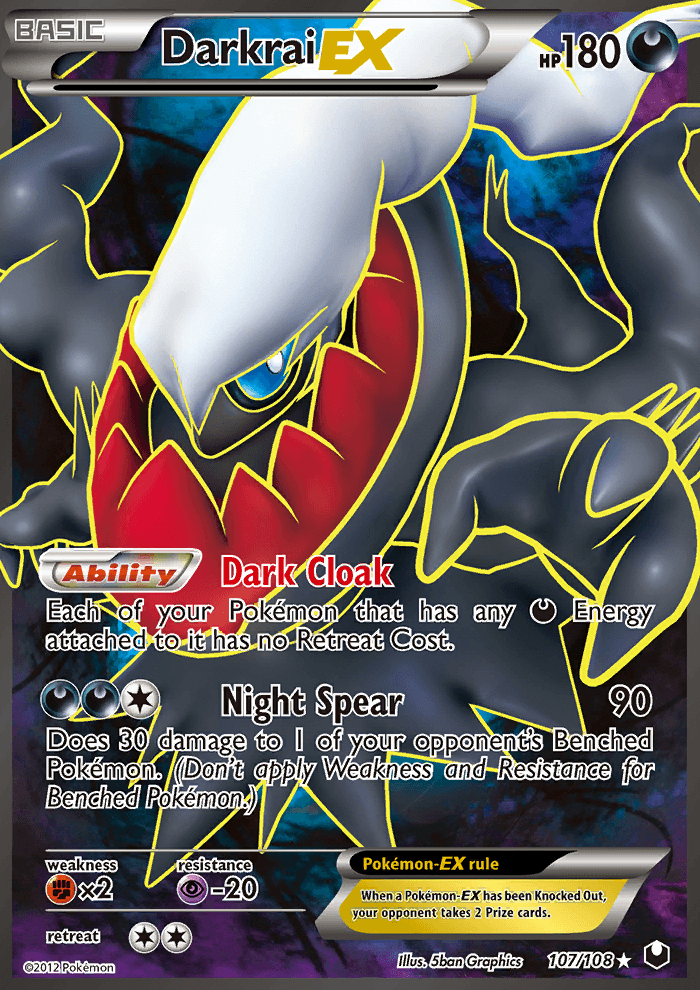 BASIC
Darkrai EX
HP180
Ability Dark Cloak
Each of your Pokémon that has any Energy
attached to it has no Retreat Cost.
Night Spear 90
Does 30 damage to 1 of your opponent's Benched
Pokémon. (Don't apply Weakness and Resistance for
Benched Pokémon.)
weakness resistance
×2 -20
Pokémon-EX rule
When a Pokémon-EX has been Knocked Out,
your opponent takes 2 Prize cards.
retreat
©2012 Pokémon
Illus. 5ban Graphics 107/108